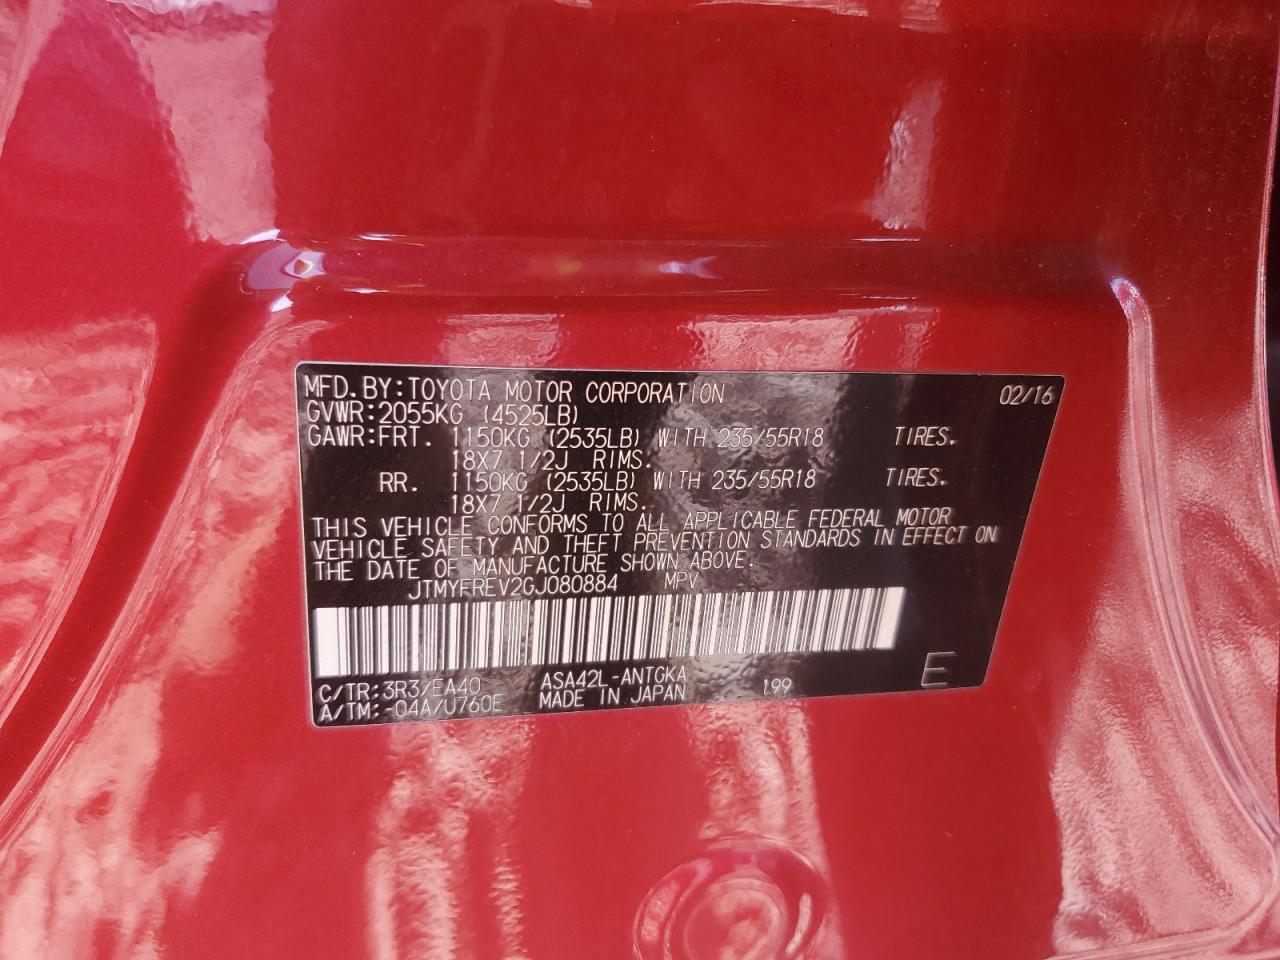 MFD.BY:TOYOTA MOTOR CORPORATION 02/16
GVWR:2055KG (4525LB)
GAWR:FRT. 1150KG (2535LB) WITH 235/55R18 TIRES.
18X7 1/2J RIMS.
RR. 1150KG (2535LB) WITH 235/55R18 TIRES.
18X7 1/2J RIMS.
THIS VEHICLE CONFORMS TO ALL APPLICABLE FEDERAL MOTOR
VEHICLE SAFETY AND THEFT PREVENTION STANDARDS IN EFFECT ON
THE DATE OF MANUFACTURE SHOWN ABOVE.
JTMYFREV2GJ080884 MPV
C/TR:3R3/EA40 ASA42L-ANTGKA 199 E
A/TM:-04A/U760E MADE IN JAPAN